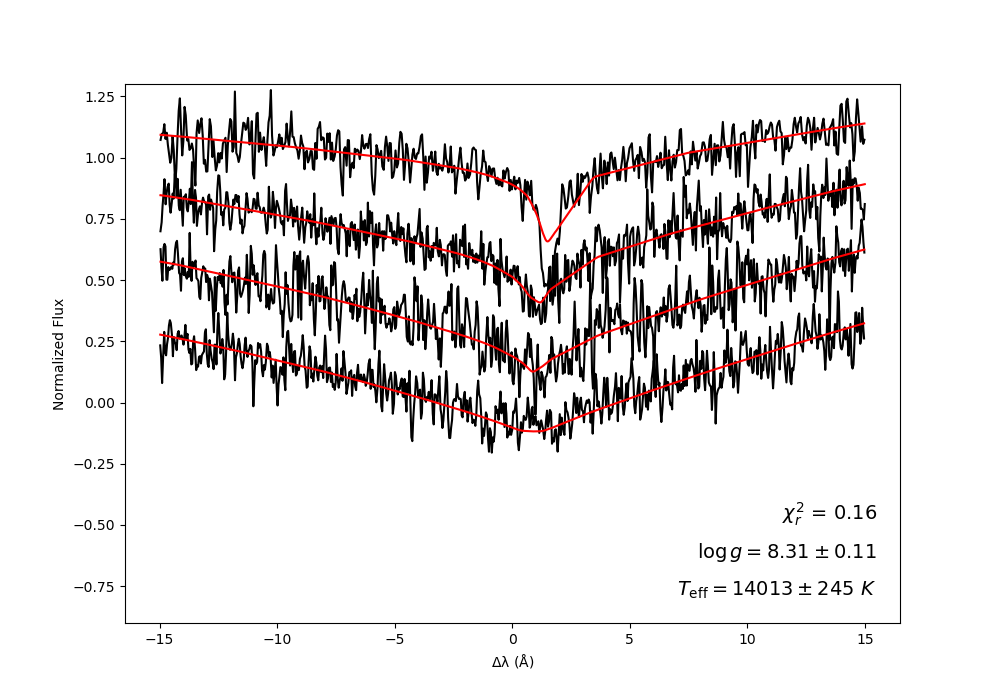 1.25
1.00
0.75
0.50
0.25
0.00
−0.25
−0.50
−0.75
Normalized Flux
χ²ᵣ = 0.16
log g = 8.31 ± 0.11
T_eff = 14013 ± 245 K
−15 −10 −5 0 5 10 15
Δλ (Å)